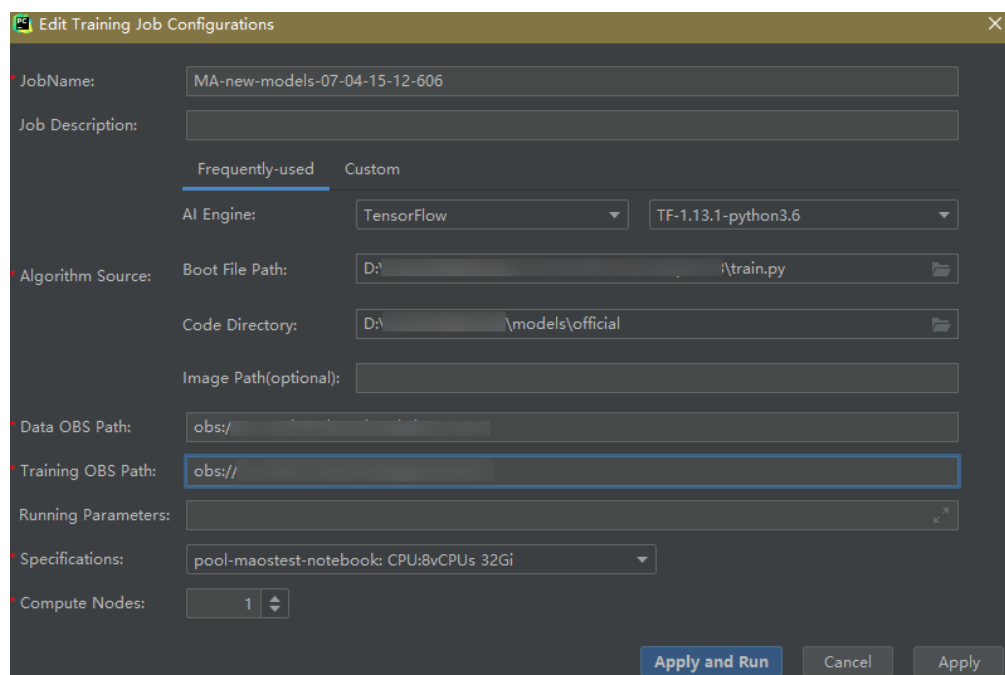 PC Edit Training Job Configurations
* JobName: MA-new-models-07-04-15-12-606
Job Description:
Frequently-used Custom
AI Engine: TensorFlow TF-1.13.1-python3.6
* Algorithm Source:
Boot File Path: D:\ \train.py
Code Directory: D:\ \models\official
Image Path(optional):
* Data OBS Path: obs:/
* Training OBS Path: obs://
Running Parameters:
* Specifications: pool-maostest-notebook: CPU:8vCPUs 32Gi
* Compute Nodes: 1
Apply and Run Cancel Apply